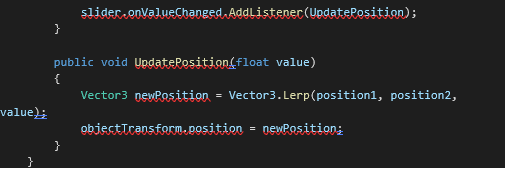 slider.onValueChanged.AddListener(UpdatePosition);
}
public void UpdatePosition(float value)
{
Vector3 newPosition = Vector3.Lerp(position1, position2,
value);
objectTransform.position = newPosition;
}
}